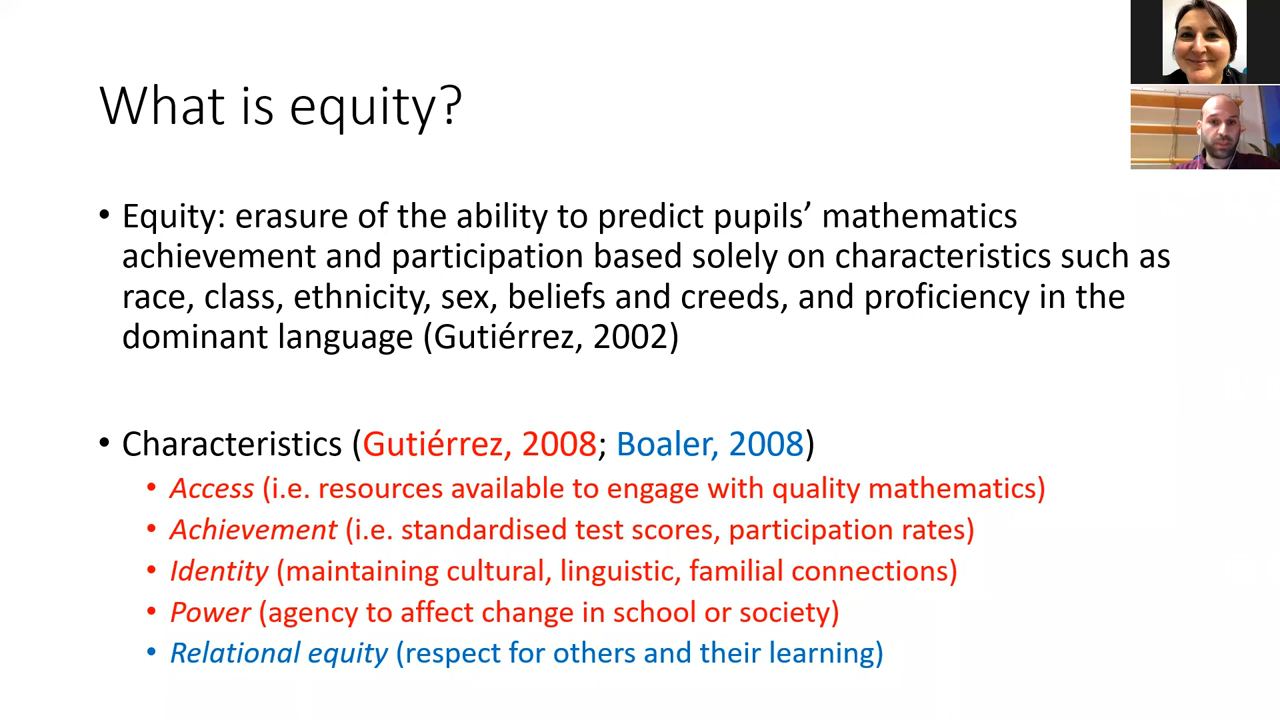 What is equity?
• Equity: erasure of the ability to predict pupils’ mathematics
achievement and participation based solely on characteristics such as
race, class, ethnicity, sex, beliefs and creeds, and proficiency in the
dominant language (Gutiérrez, 2002)
• Characteristics (Gutiérrez, 2008; Boaler, 2008)
• Access (i.e. resources available to engage with quality mathematics)
• Achievement (i.e. standardised test scores, participation rates)
• Identity (maintaining cultural, linguistic, familial connections)
• Power (agency to affect change in school or society)
• Relational equity (respect for others and their learning)